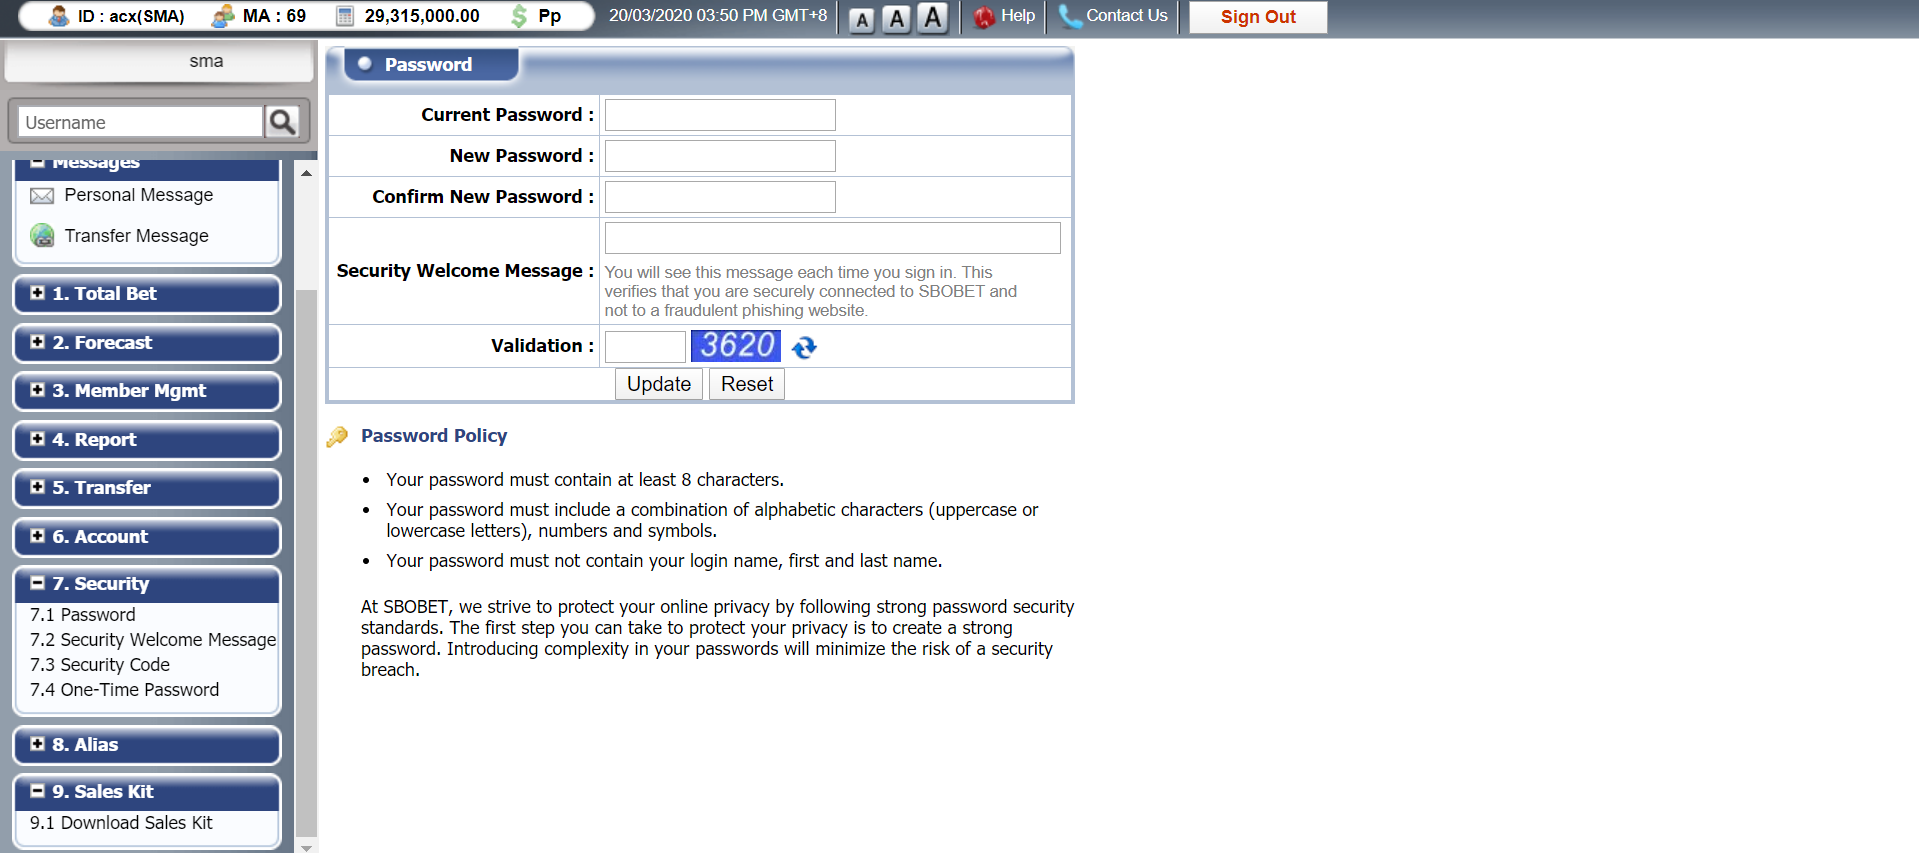 ID : acx(SMA) MA : 69 29,315,000.00 Pp 20/03/2020 03:50 PM GMT+8 A A A Help Contact Us Sign Out
sma
Username
Messages
Personal Message
Transfer Message
1. Total Bet
2. Forecast
3. Member Mgmt
4. Report
5. Transfer
6. Account
7. Security
7.1 Password
7.2 Security Welcome Message
7.3 Security Code
7.4 One-Time Password
8. Alias
9. Sales Kit
9.1 Download Sales Kit
Password
Current Password :
New Password :
Confirm New Password :
Security Welcome Message :
You will see this message each time you sign in. This
verifies that you are securely connected to SBOBET and
not to a fraudulent phishing website.
Validation : 3620
Update Reset
Password Policy
• Your password must contain at least 8 characters.
• Your password must include a combination of alphabetic characters (uppercase or
lowercase letters), numbers and symbols.
• Your password must not contain your login name, first and last name.
At SBOBET, we strive to protect your online privacy by following strong password security
standards. The first step you can take to protect your privacy is to create a strong
password. Introducing complexity in your passwords will minimize the risk of a security
breach.